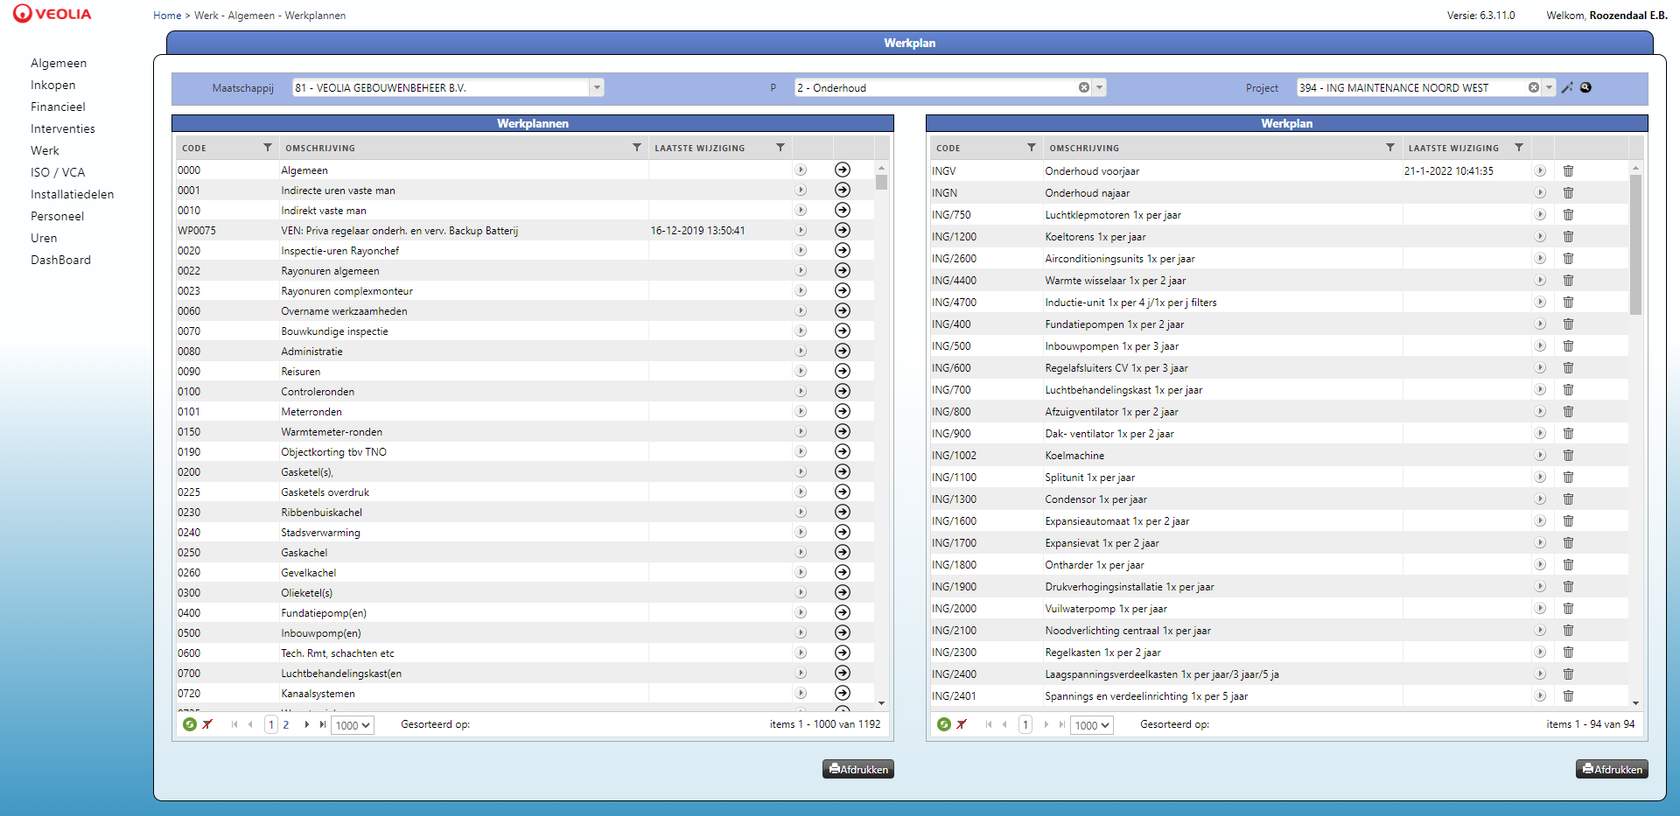 VEOLIA
Home > Werk - Algemeen - Werkplannen
Versie: 6.3.11.0 Welkom, Roozendaal E.B.
Algemeen
Inkopen
Financieel
Interventies
Werk
ISO / VCA
Installatiedelen
Personeel
Uren
DashBoard
Werkplan
Maatschappij 81 - VEOLIA GEBOUWENBEHEER B.V. P 2 - Onderhoud Project 394 - ING MAINTENANCE NOORD WEST
Werkplannen
CODE OMSCHRIJVING LAATSTE WIJZIGING
0000 Algemeen
0001 Indirecte uren vaste man
0010 Indirekt vaste man
WP0075 VEN: Priva regelaar onderh. en verv. Backup Batterij 16-12-2019 13:50:41
0020 Inspectie-uren Rayonchef
0022 Rayonuren algemeen
0023 Rayonuren complexmonteur
0060 Overname werkzaamheden
0070 Bouwkundige inspectie
0080 Administratie
0090 Reisuren
0100 Controleronden
0101 Meterronden
0150 Warmtemeter-ronden
0190 Objectkorting tbv TNO
0200 Gasketel(s),
0225 Gasketels overdruk
0230 Ribbenbuiskachel
0240 Stadsverwarming
0250 Gaskachel
0260 Gevelkachel
0300 Olieketel(s)
0400 Fundatiepomp(en)
0500 Inbouwpomp(en)
0600 Tech. Rmt, schachten etc
0700 Luchtbehandelingskast(en
0720 Kanaalsystemen
1 2 1000 Gesorteerd op: items 1 - 1000 van 1192
Afdrukken
Werkplan
CODE OMSCHRIJVING LAATSTE WIJZIGING
INGV Onderhoud voorjaar 21-1-2022 10:41:35
INGN Onderhoud najaar
ING/750 Luchtklepmotoren 1x per jaar
ING/1200 Koeltorens 1x per jaar
ING/2600 Airconditioningsunits 1x per jaar
ING/4400 Warmte wisselaar 1x per 2 jaar
ING/4700 Inductie-unit 1x per 4 j/1x per j filters
ING/400 Fundatiepompen 1x per 2 jaar
ING/500 Inbouwpompen 1x per 3 jaar
ING/600 Regelafsluiters CV 1x per 3 jaar
ING/700 Luchtbehandelingskast 1x per jaar
ING/800 Afzuigventilator 1x per 2 jaar
ING/900 Dak- ventilator 1x per 2 jaar
ING/1002 Koelmachine
ING/1100 Splitunit 1x per jaar
ING/1300 Condensor 1x per jaar
ING/1600 Expansieautomaat 1x per 2 jaar
ING/1700 Expansievat 1x per 2 jaar
ING/1800 Ontharder 1x per jaar
ING/1900 Drukverhogingsinstallatie 1x per jaar
ING/2000 Vuilwaterpomp 1x per jaar
ING/2100 Noodverlichting centraal 1x per jaar
ING/2300 Regelkasten 1x per 2 jaar
ING/2400 Laagspanningsverdeelkasten 1x per jaar/3 jaar/5 ja
ING/2401 Spannings en verdeelinrichting 1x per 5 jaar
1 1000 Gesorteerd op: items 1 - 94 van 94
Afdrukken